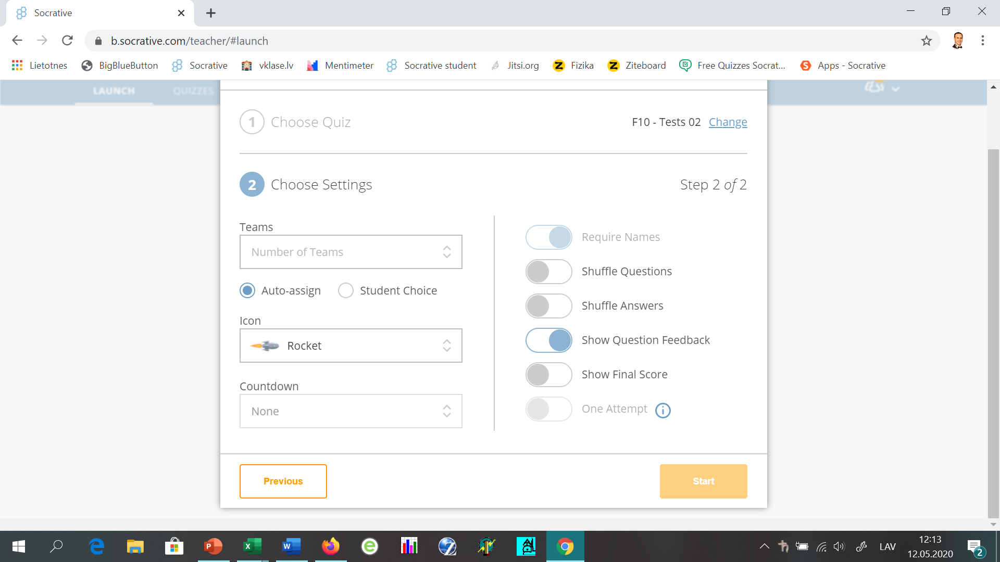 Socrative
b.socrative.com/teacher/#launch
Lietotnes BigBlueButton Socrative vklase.lv Mentimeter Socrative student Jitsi.org Fizika Ziteboard Free Quizzes Socrat... Apps - Socrative
LAUNCH QUIZZES
1 Choose Quiz F10 - Tests 02 Change
2 Choose Settings Step 2 of 2
Teams
Number of Teams
Auto-assign Student Choice
Icon
Rocket
Countdown
None
Require Names
Shuffle Questions
Shuffle Answers
Show Question Feedback
Show Final Score
One Attempt
Previous Start
LAV 12:13
12.05.2020
2